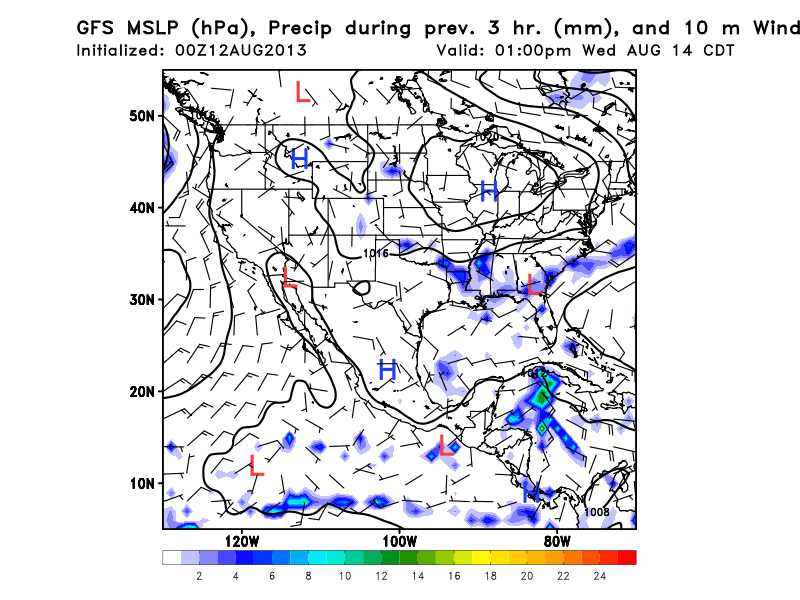 GFS MSLP (hPa), Precip during prev. 3 hr. (mm), and 10 m Wind
Initialized: 00Z12AUG2013 Valid: 01:00pm Wed AUG 14 CDT
L
50N
H
H
40N
1016
L
L
30N
H
1012
20N
L
L
10N
H
1008
120W 100W 80W
2 4 6 8 10 12 14 16 18 20 22 24